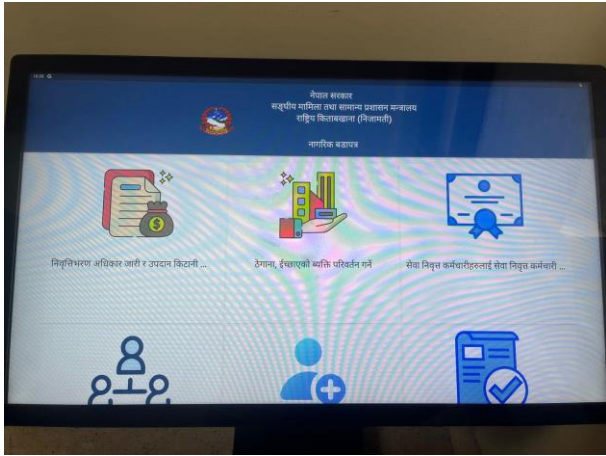 नेपाल सरकार
सङ्घीय मामिला तथा सामान्य प्रशासन मन्त्रालय
राष्ट्रिय किताबखाना (निजामती)
नागरिक बडापत्र
निवृत्तिभरण अधिकार जारी र उपदान किटानी ...
ठेगाना, ईच्छाएको ब्यक्ति परिवर्तन गर्ने
सेवा निवृत्त कर्मचारीहरुलाई सेवा निवृत्त कर्मचारी ...